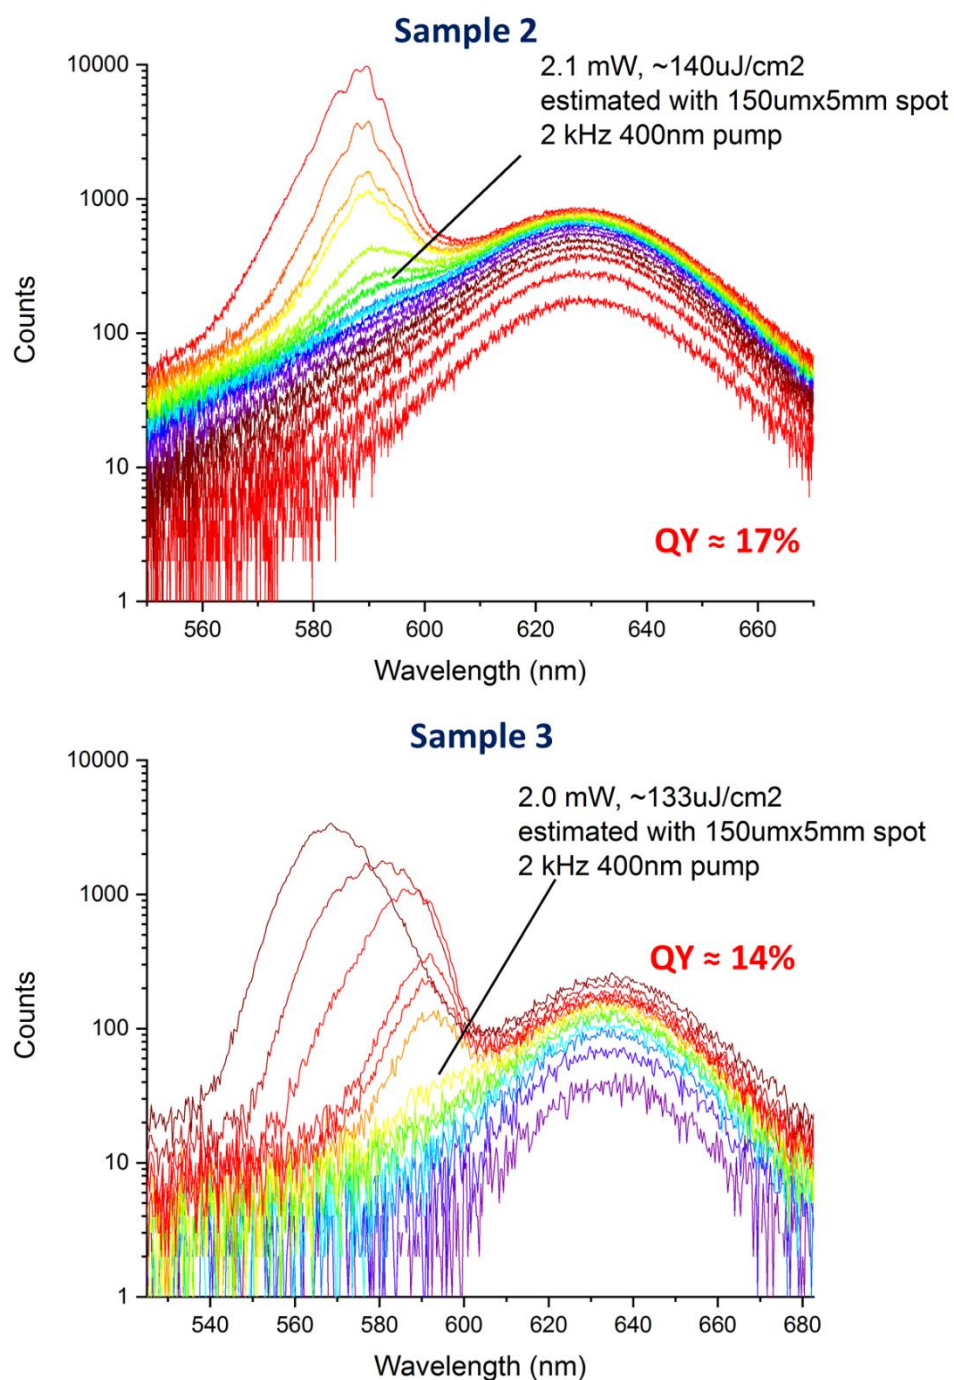 Sample 2
2.1 mW, ~140uJ/cm2
estimated with 150umx5mm spot
2 kHz 400nm pump
10000
1000
100
10
1
Counts
QY ≈ 17%
560 580 600 620 640 660
Wavelength (nm)
Sample 3
2.0 mW, ~133uJ/cm2
estimated with 150umx5mm spot
2 kHz 400nm pump
10000
1000
100
10
1
Counts
QY ≈ 14%
540 560 580 600 620 640 660 680
Wavelength (nm)